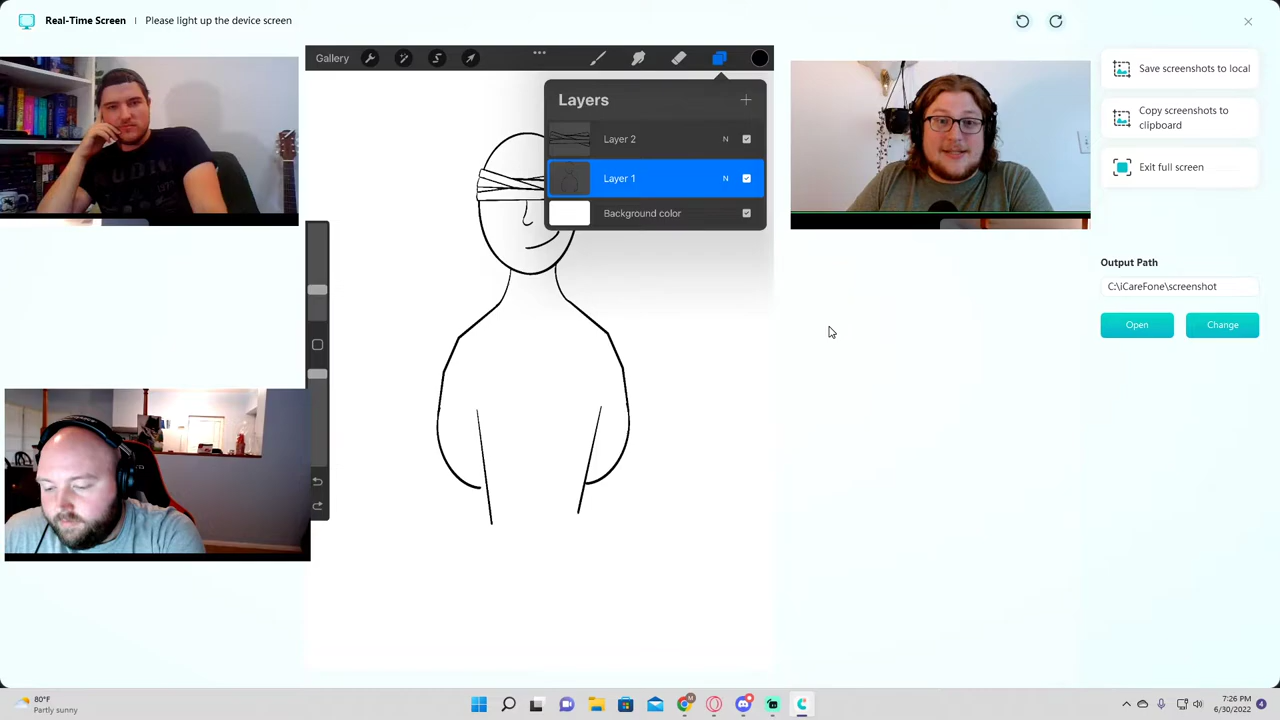 Real-Time Screen | Please light up the device screen
Gallery
Layers
Layer 2 N
Layer 1 N
Background color
Save screenshots to local
Copy screenshots to
clipboard
Exit full screen
Output Path
C:\iCareFone\screenshot
Open Change
80°F
Partly sunny
7:26 PM
6/30/2022
4